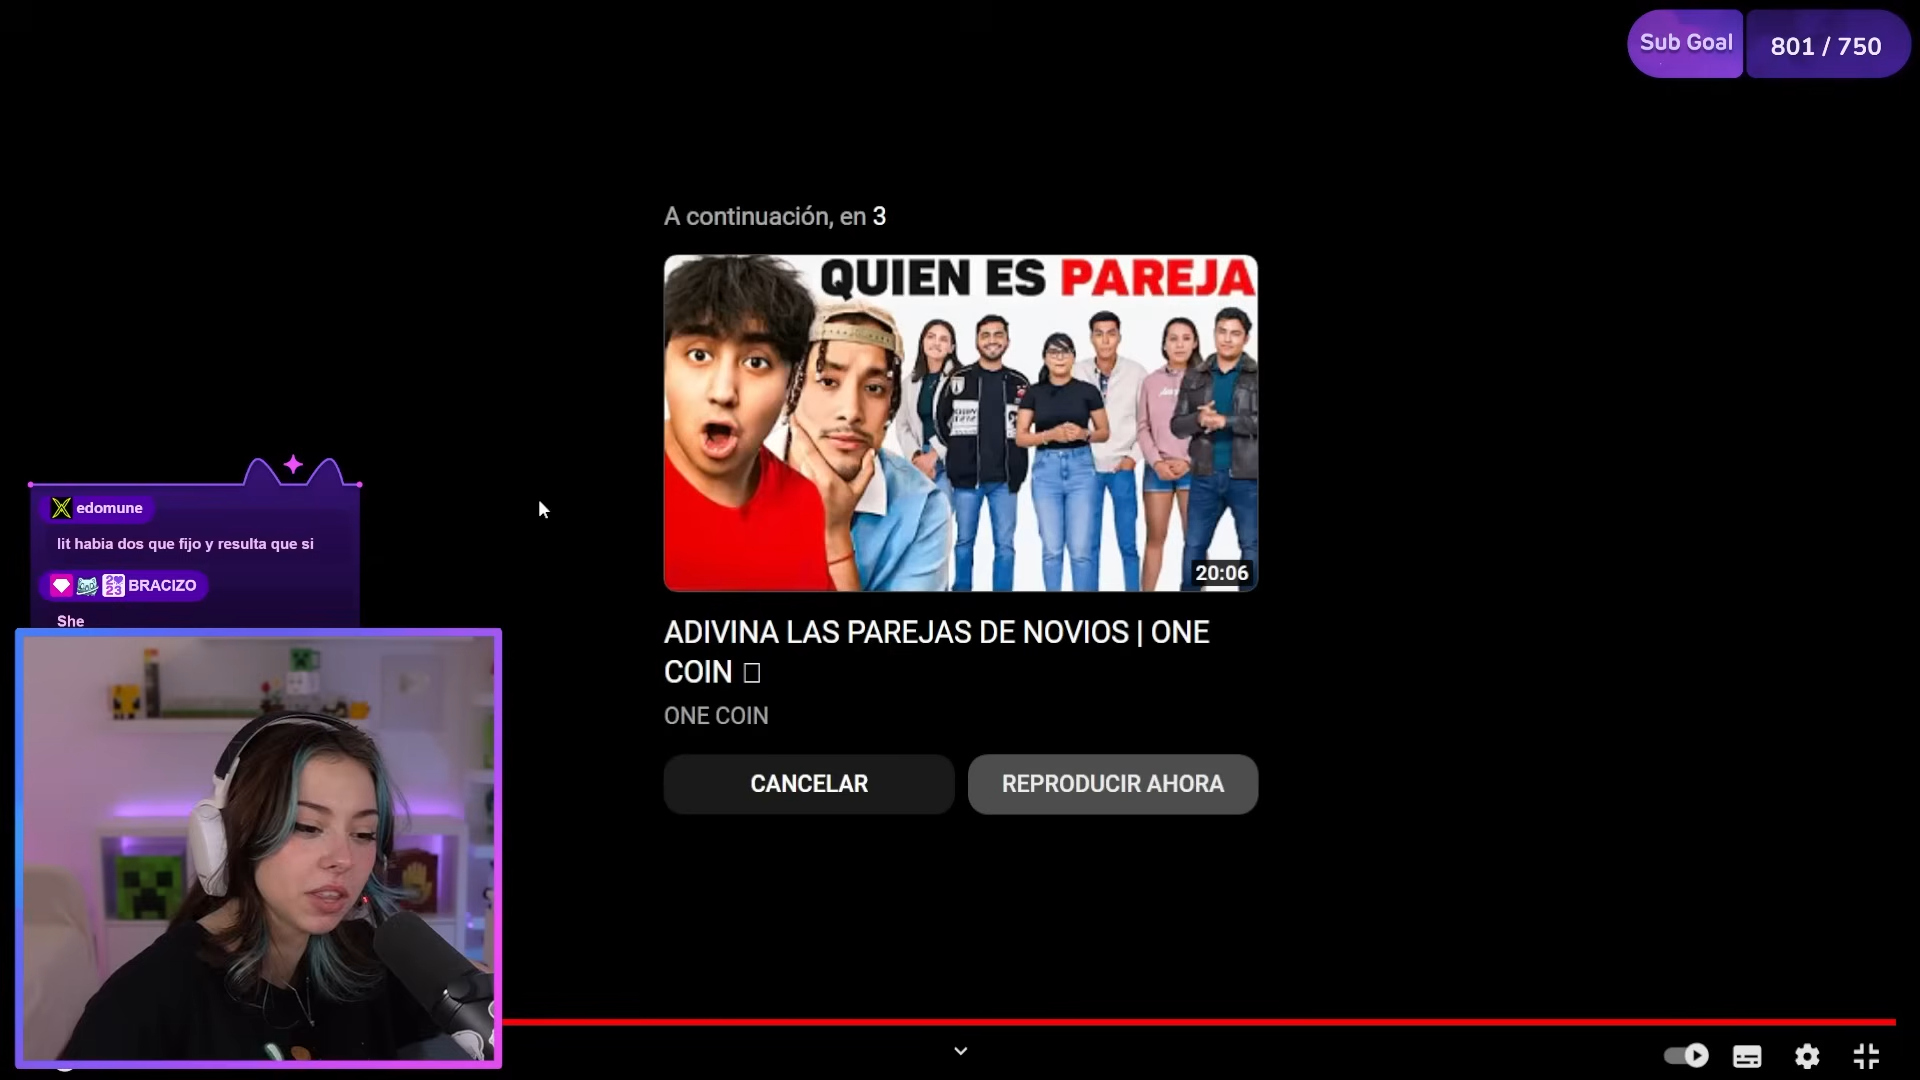 Sub Goal
801 / 750
A continuación, en 3
QUIEN ES PAREJA
20:06
ADIVINA LAS PAREJAS DE NOVIOS | ONE
COIN
ONE COIN
CANCELAR
REPRODUCIR AHORA
edomune
lit habia dos que fijo y resulta que si
BRACIZO
She